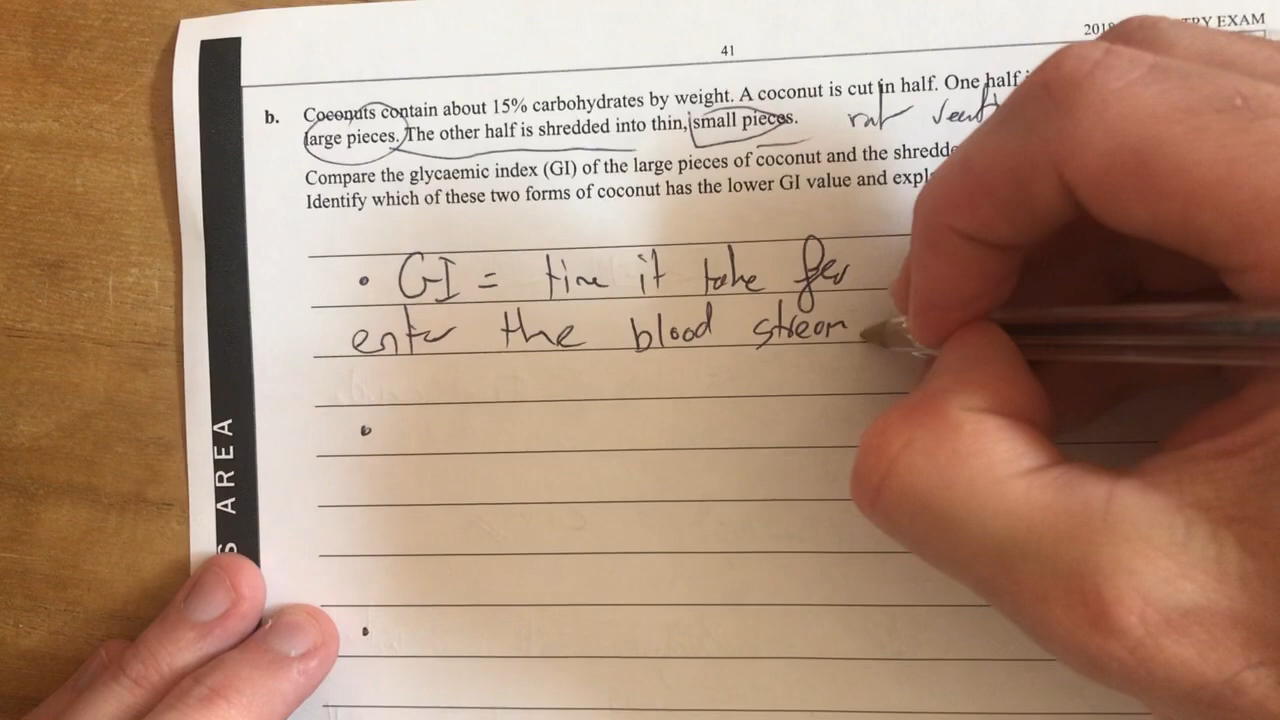 2018 TRY EXAM
41
b. Coconuts contain about 15% carbohydrates by weight. A coconut is cut in half. One half
large pieces. The other half is shredded into thin, small pieces.
Compare the glycaemic index (GI) of the large pieces of coconut and the shredde
Identify which of these two forms of coconut has the lower GI value and expl
• GI = time it take for
enter the blood stream
•
•
S AREA